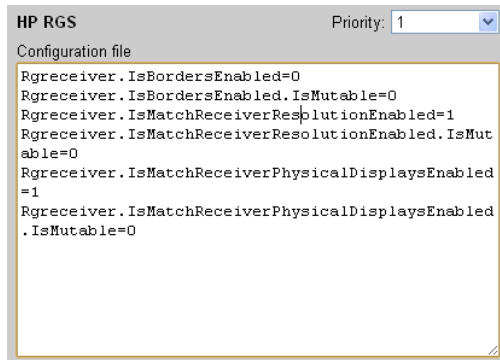 HP RGS Priority: 1
Configuration file
Rgreceiver.IsBordersEnabled=0
Rgreceiver.IsBordersEnabled.IsMutable=0
Rgreceiver.IsMatchReceiverResolutionEnabled=1
Rgreceiver.IsMatchReceiverResolutionEnabled.IsMut
able=0
Rgreceiver.IsMatchReceiverPhysicalDisplaysEnabled
=1
Rgreceiver.IsMatchReceiverPhysicalDisplaysEnabled
.IsMutable=0